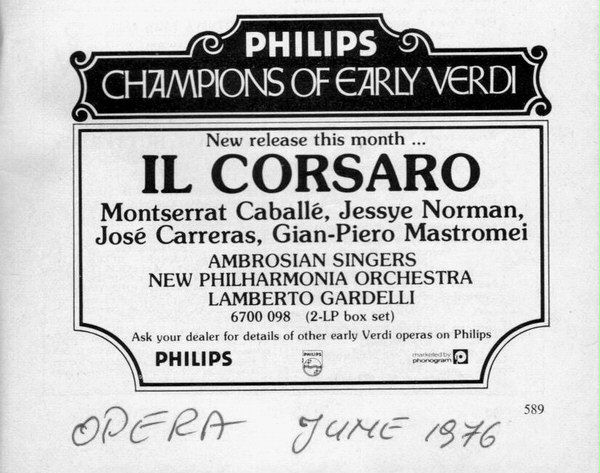 PHILIPS
CHAMPIONS OF EARLY VERDI
New release this month ...
IL CORSARO
Montserrat Caballé, Jessye Norman,
José Carreras, Gian-Piero Mastromei
AMBROSIAN SINGERS
NEW PHILHARMONIA ORCHESTRA
LAMBERTO GARDELLI
6700 098 (2-LP box set)
Ask your dealer for details of other early Verdi operas on Philips
PHILIPS
PHILIPS
marketed by
phonogram
589
OPERA JUNE 1976